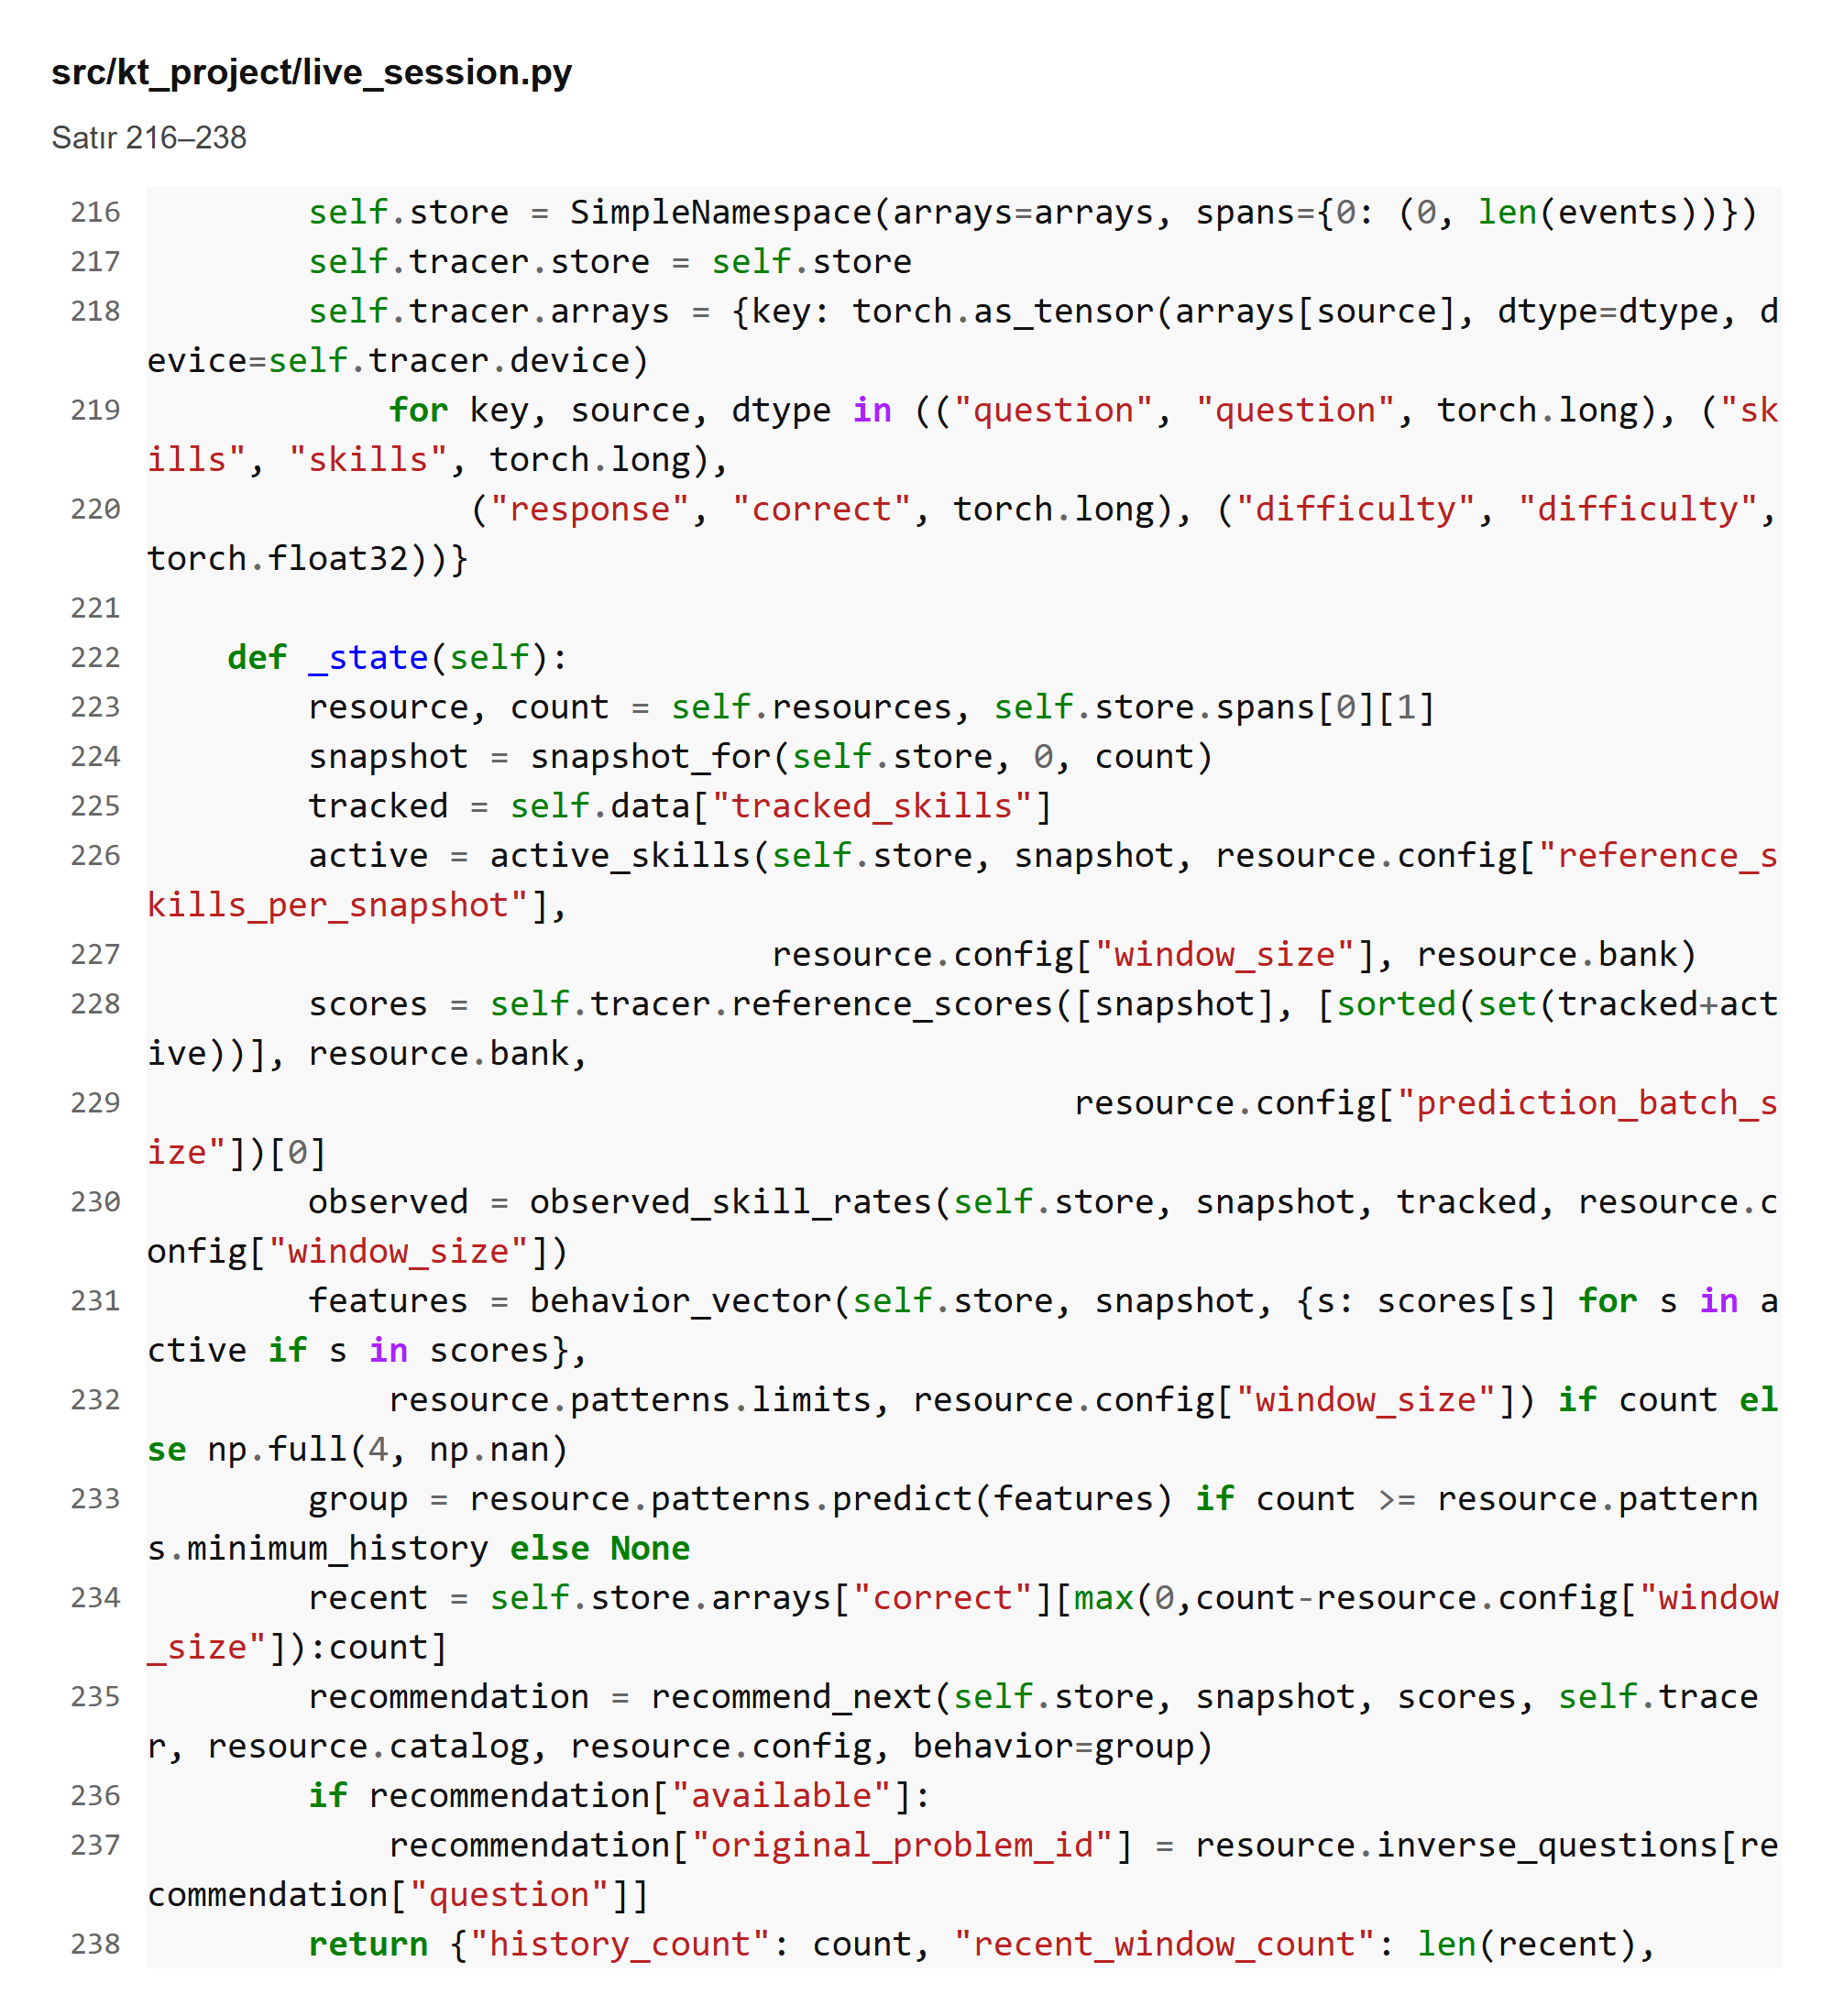 src/kt_project/live_session.py
Satır 216–238
216         self.store = SimpleNamespace(arrays=arrays, spans={0: (0, len(events))})
217         self.tracer.store = self.store
218         self.tracer.arrays = {key: torch.as_tensor(arrays[source], dtype=dtype, d
evice=self.tracer.device)
219             for key, source, dtype in (("question", "question", torch.long), ("sk
ills", "skills", torch.long),
220                 ("response", "correct", torch.long), ("difficulty", "difficulty",
torch.float32))}
221
222     def _state(self):
223         resource, count = self.resources, self.store.spans[0][1]
224         snapshot = snapshot_for(self.store, 0, count)
225         tracked = self.data["tracked_skills"]
226         active = active_skills(self.store, snapshot, resource.config["reference_s
kills_per_snapshot"],
227                                resource.config["window_size"], resource.bank)
228         scores = self.tracer.reference_scores([snapshot], [sorted(set(tracked+act
ive))], resource.bank,
229                                               resource.config["prediction_batch_s
ize"])[0]
230         observed = observed_skill_rates(self.store, snapshot, tracked, resource.c
onfig["window_size"])
231         features = behavior_vector(self.store, snapshot, {s: scores[s] for s in a
ctive if s in scores},
232             resource.patterns.limits, resource.config["window_size"]) if count el
se np.full(4, np.nan)
233         group = resource.patterns.predict(features) if count >= resource.pattern
s.minimum_history else None
234         recent = self.store.arrays["correct"][max(0,count-resource.config["window
_size"]):count]
235         recommendation = recommend_next(self.store, snapshot, scores, self.trace
r, resource.catalog, resource.config, behavior=group)
236         if recommendation["available"]:
237             recommendation["original_problem_id"] = resource.inverse_questions[re
commendation["question"]]
238         return {"history_count": count, "recent_window_count": len(recent),